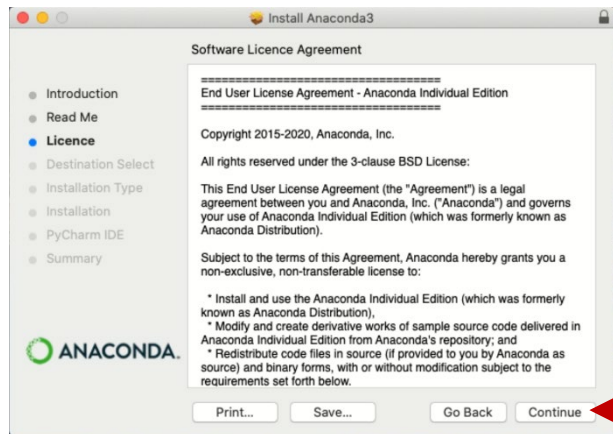 Install Anaconda3
Software Licence Agreement
Introduction
Read Me
Licence
Destination Select
Installation Type
Installation
PyCharm IDE
Summary
ANACONDA.
===================================
End User License Agreement - Anaconda Individual Edition
===================================
Copyright 2015-2020, Anaconda, Inc.
All rights reserved under the 3-clause BSD License:
This End User License Agreement (the "Agreement") is a legal
agreement between you and Anaconda, Inc. ("Anaconda") and governs
your use of Anaconda Individual Edition (which was formerly known as
Anaconda Distribution).
Subject to the terms of this Agreement, Anaconda hereby grants you a
non-exclusive, non-transferable license to:
* Install and use the Anaconda Individual Edition (which was formerly
known as Anaconda Distribution),
* Modify and create derivative works of sample source code delivered in
Anaconda Individual Edition from Anaconda's repository; and
* Redistribute code files in source (if provided to you by Anaconda as
source) and binary forms, with or without modification subject to the
requirements set forth below.
Print...
Save...
Go Back
Continue